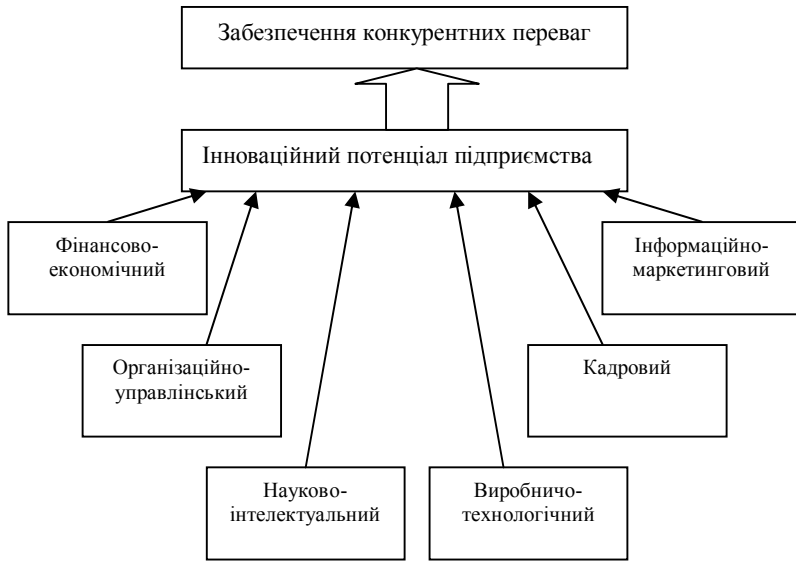 Забезпечення конкурентних переваг
Інноваційний потенціал підприємства
Фінансово-
економічний
Інформаційно-
маркетинговий
Організаційно-
управлінський
Кадровий
Науково-
інтелектуальний
Виробничо-
технологічний